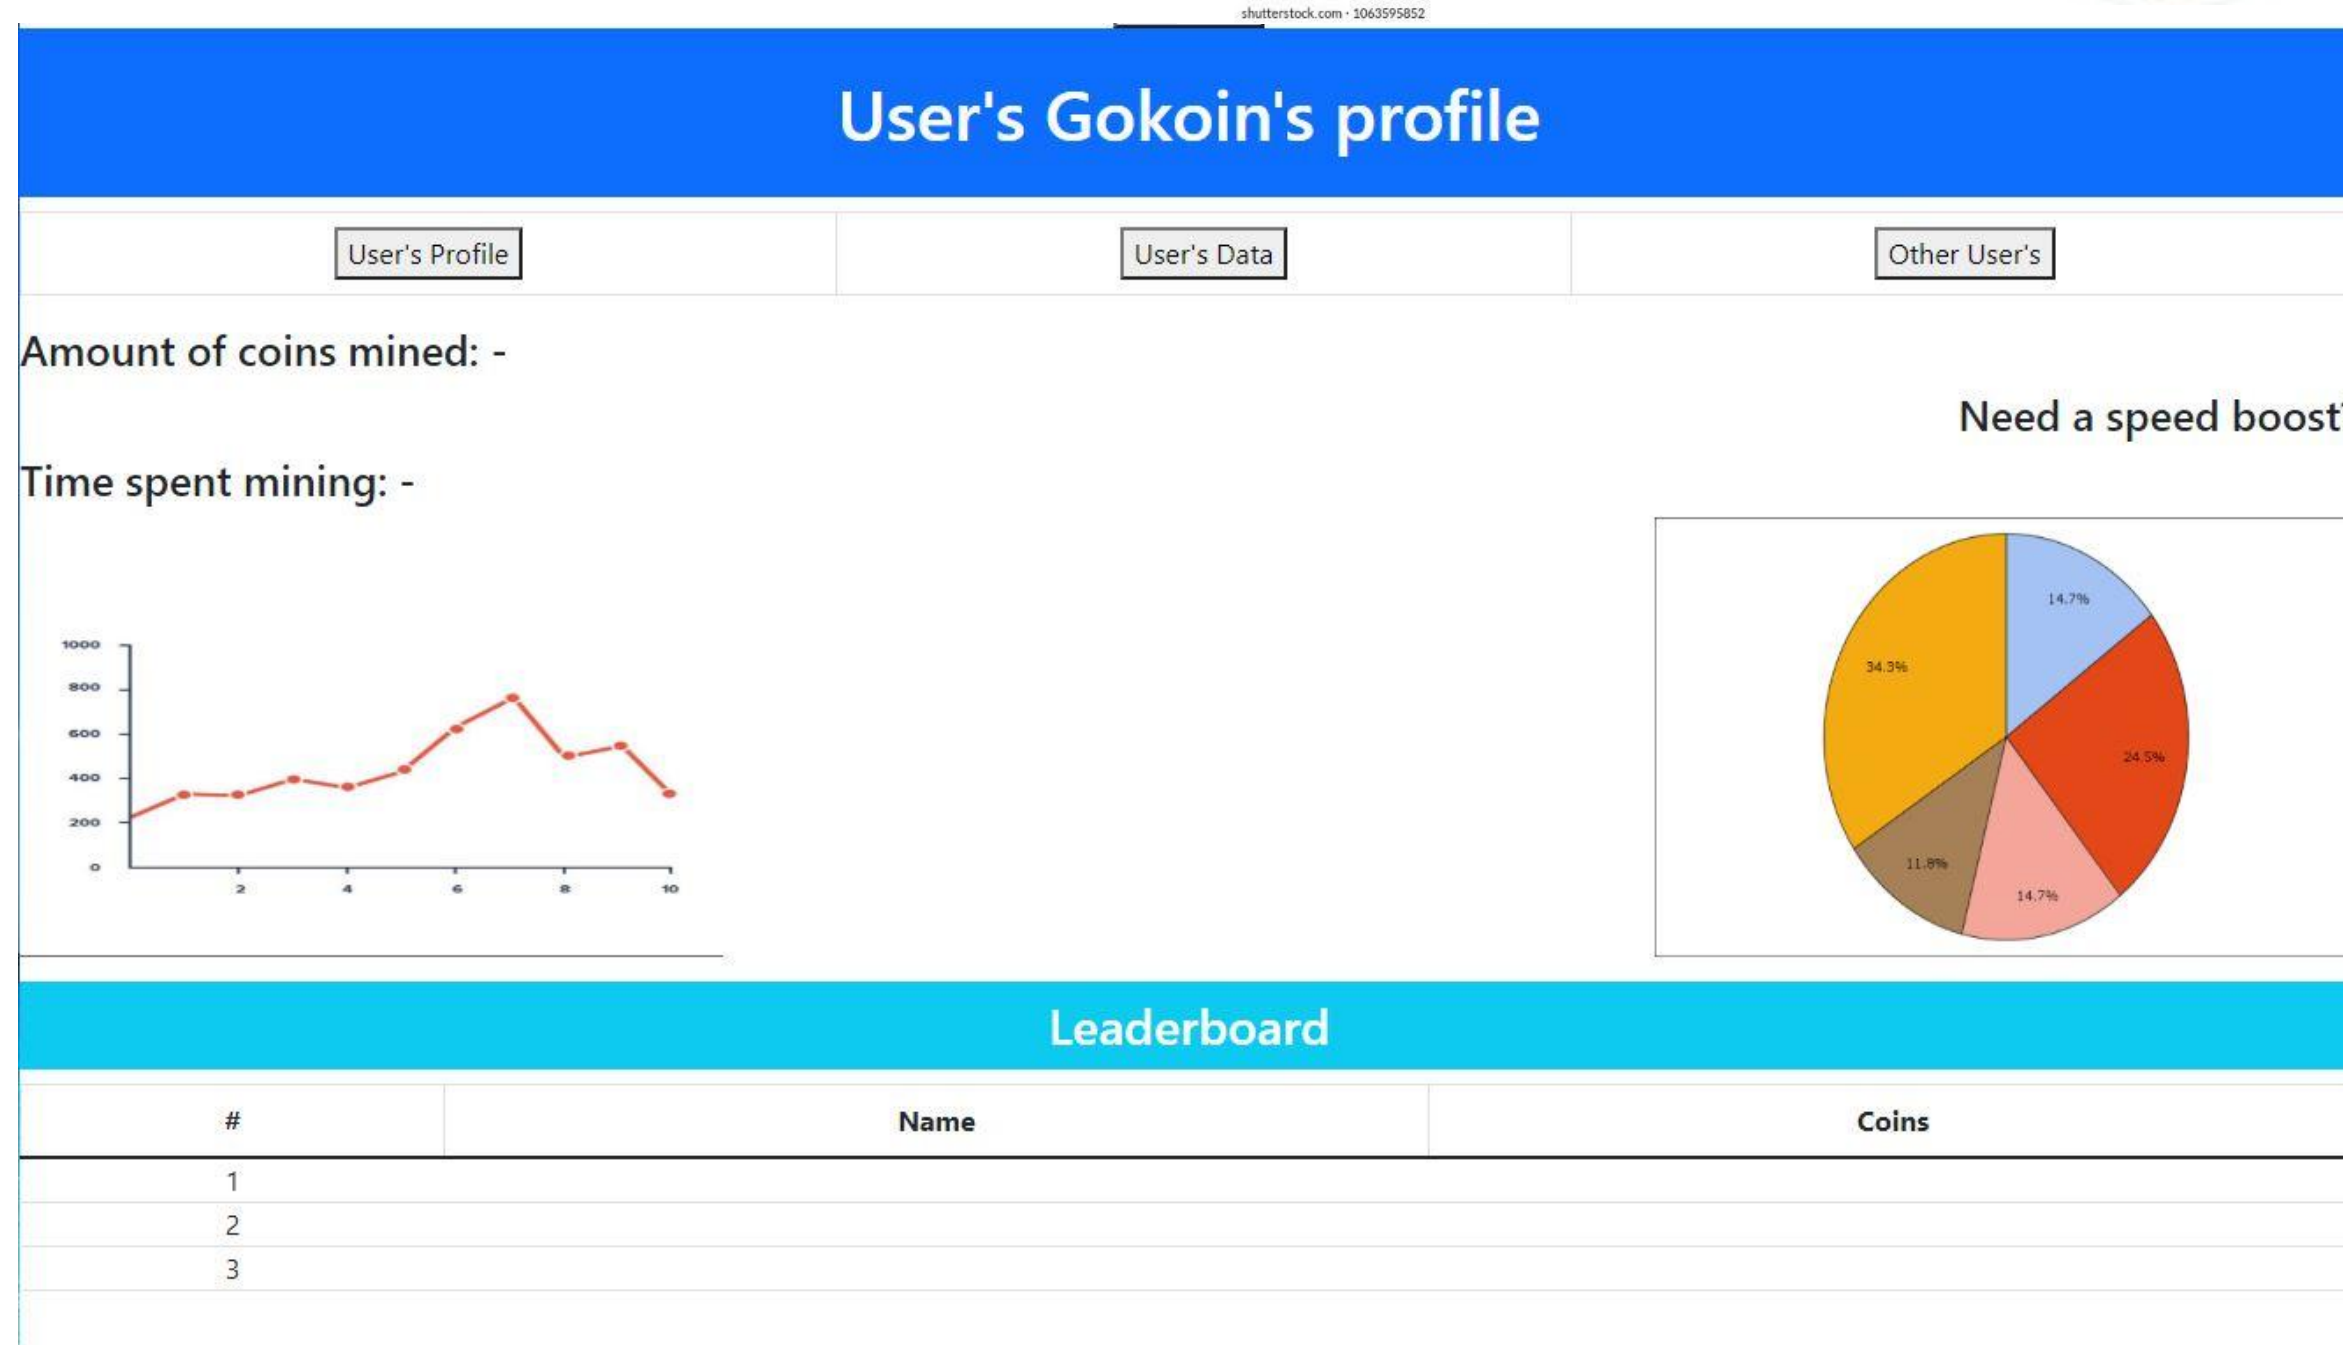 shutterstock.com · 1063595852
User's Gokoin's profile
User's Profile
User's Data
Other User's
Amount of coins mined: -
Need a speed boost?
Time spent mining: -
1000
800
600
400
200
0
2 4 6 8 10
14.7%
34.3%
24.5%
11.8%
14.7%
Leaderboard
# Name Coins
1
2
3